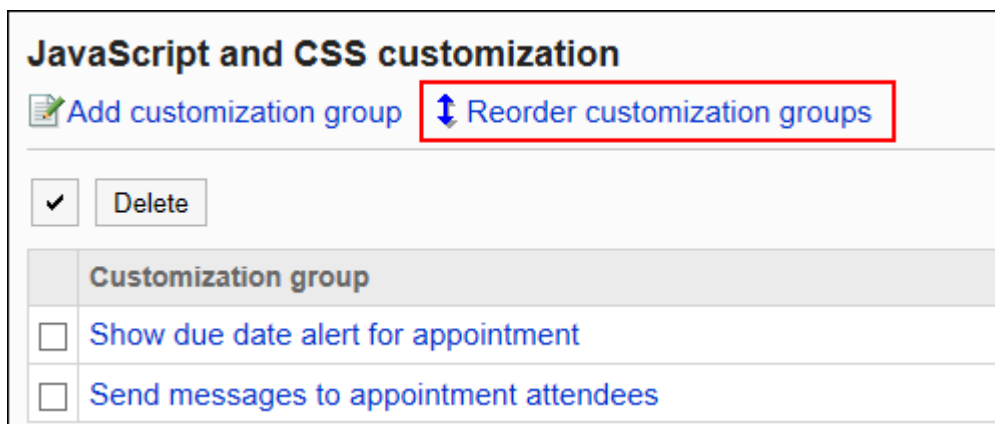 JavaScript and CSS customization
Add customization group Reorder customization groups
Delete
Customization group
Show due date alert for appointment
Send messages to appointment attendees